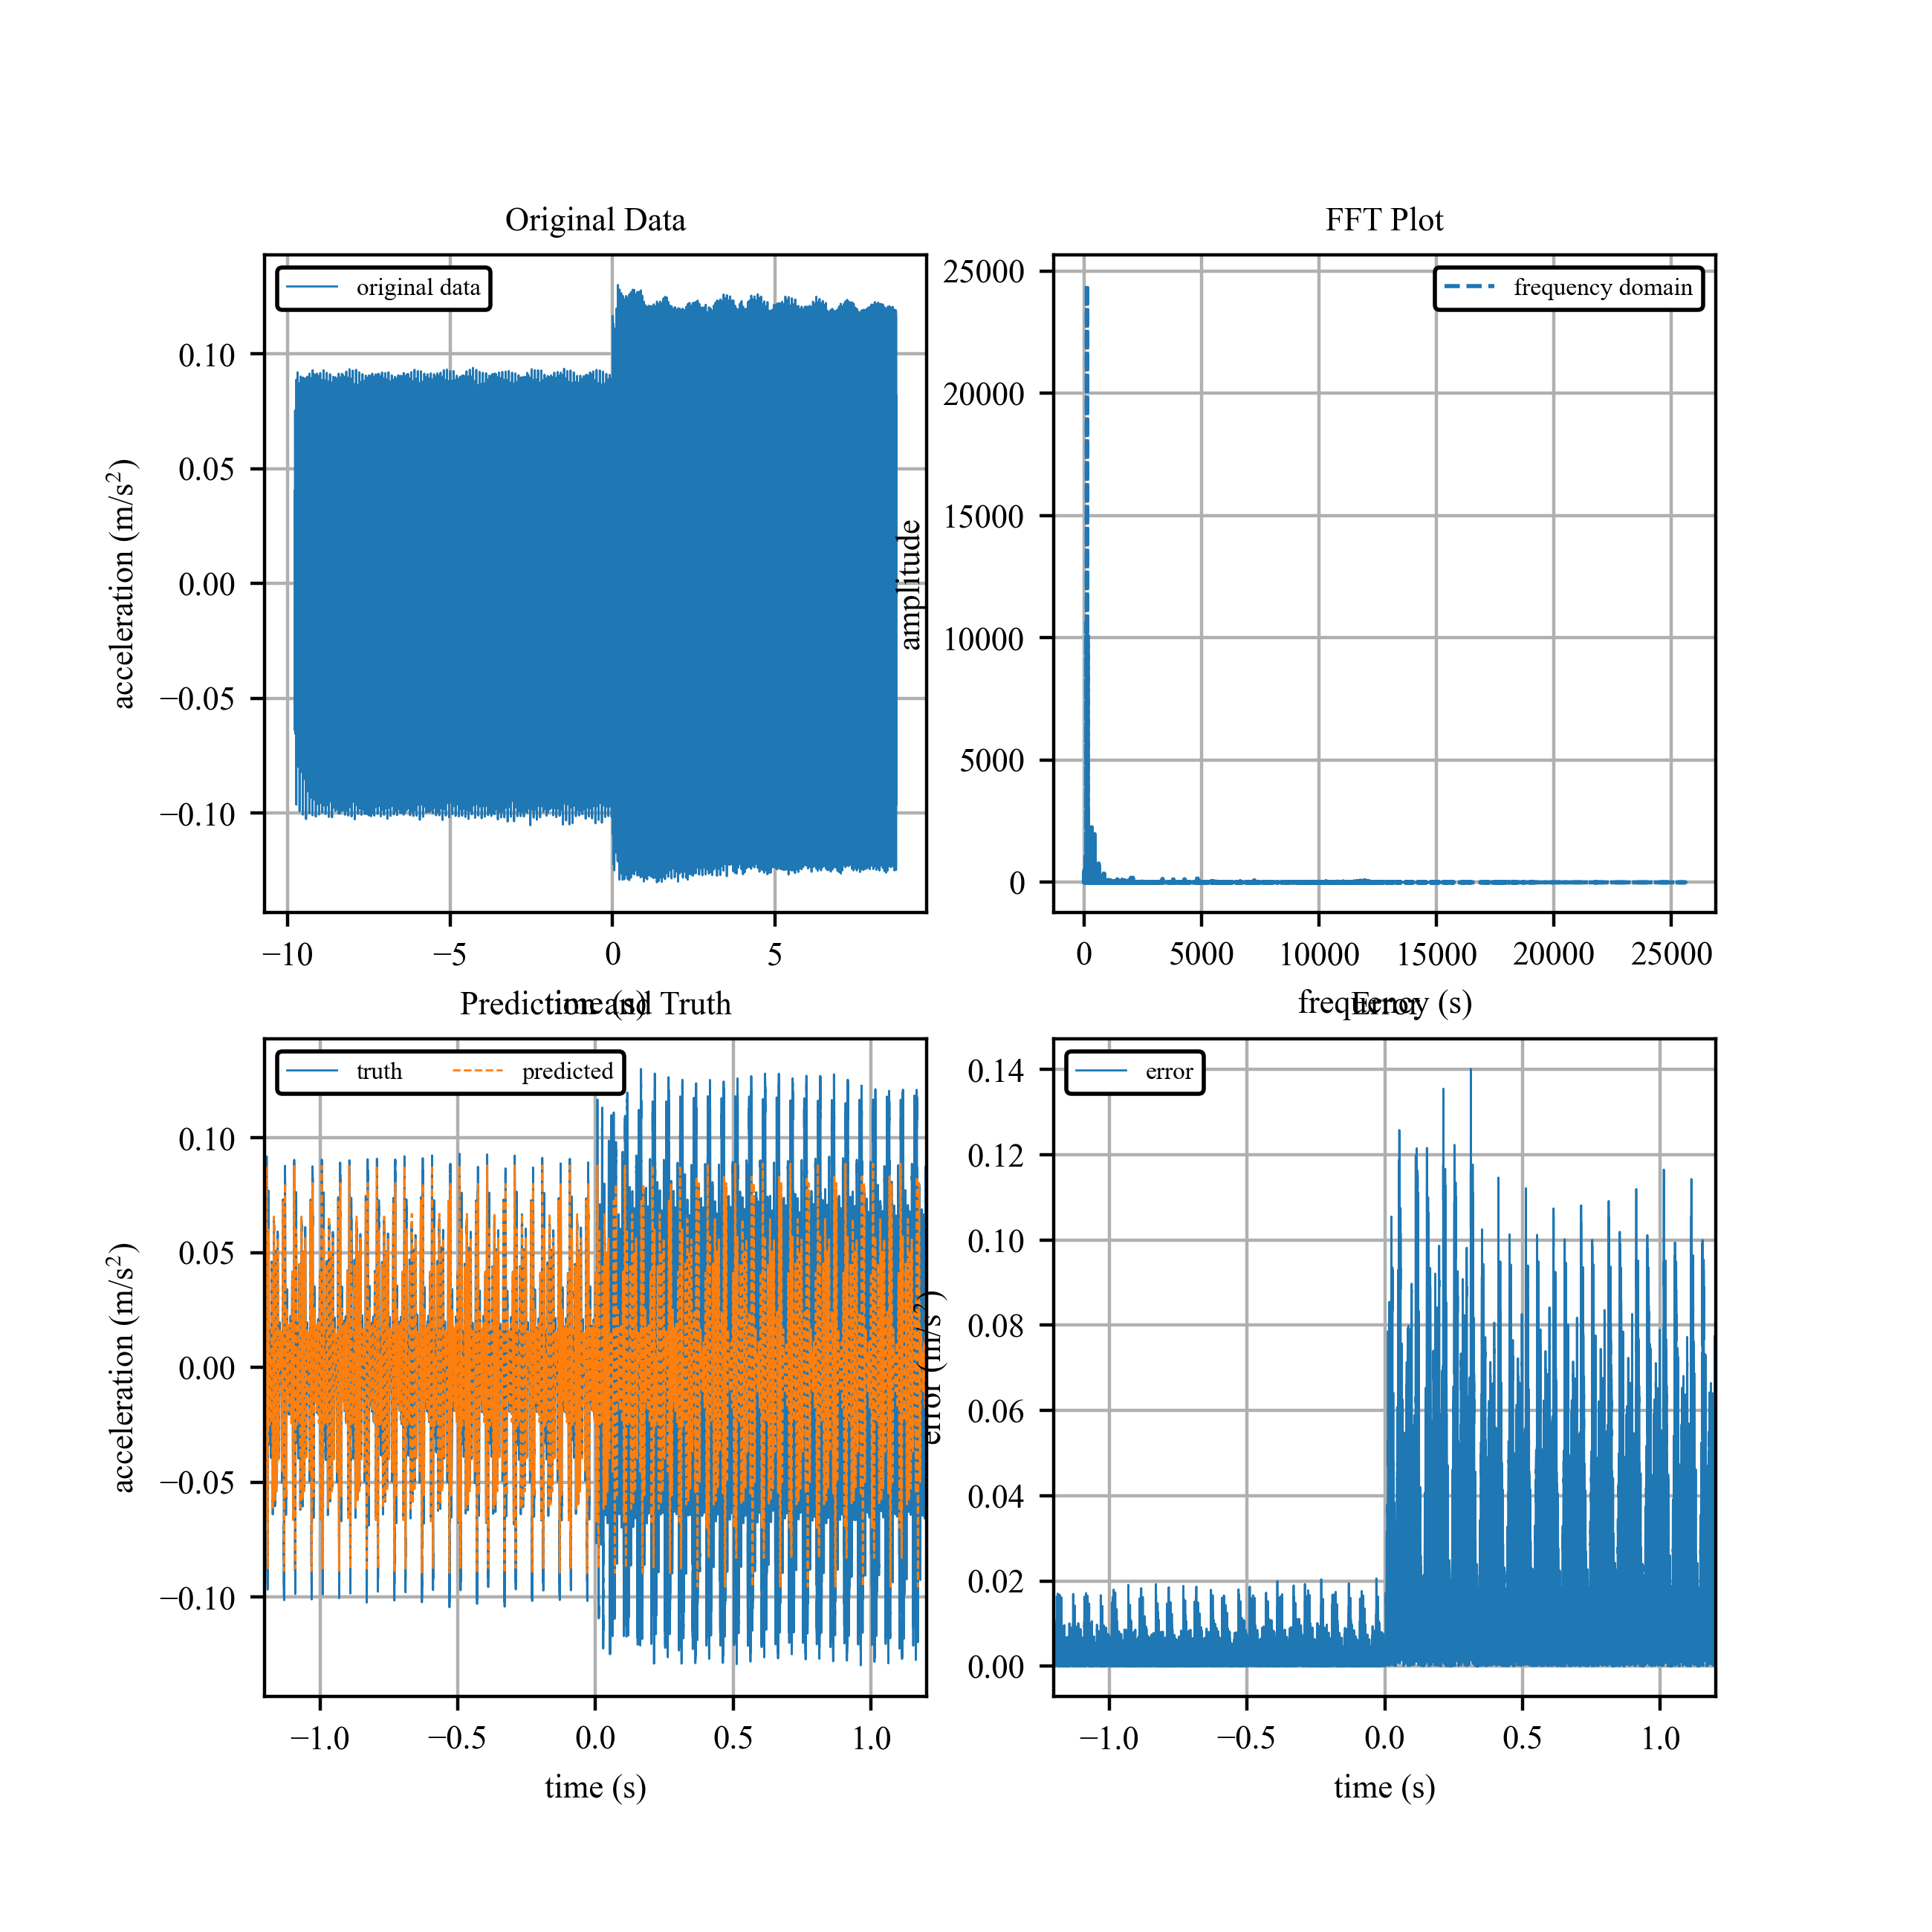 Original Data
original data
acceleration (m/s²)
0.10
0.05
0.00
−0.05
−0.10
−10
−5
0
5
time (s)
FFT Plot
frequency domain
amplitude
25000
20000
15000
10000
5000
0
0
5000
10000
15000
20000
25000
frequency (s)
Prediction and Truth
truth
predicted
acceleration (m/s²)
0.10
0.05
0.00
−0.05
−0.10
−1.0
−0.5
0.0
0.5
1.0
time (s)
Error
error
error (m/s²)
0.14
0.12
0.10
0.08
0.06
0.04
0.02
0.00
−1.0
−0.5
0.0
0.5
1.0
time (s)